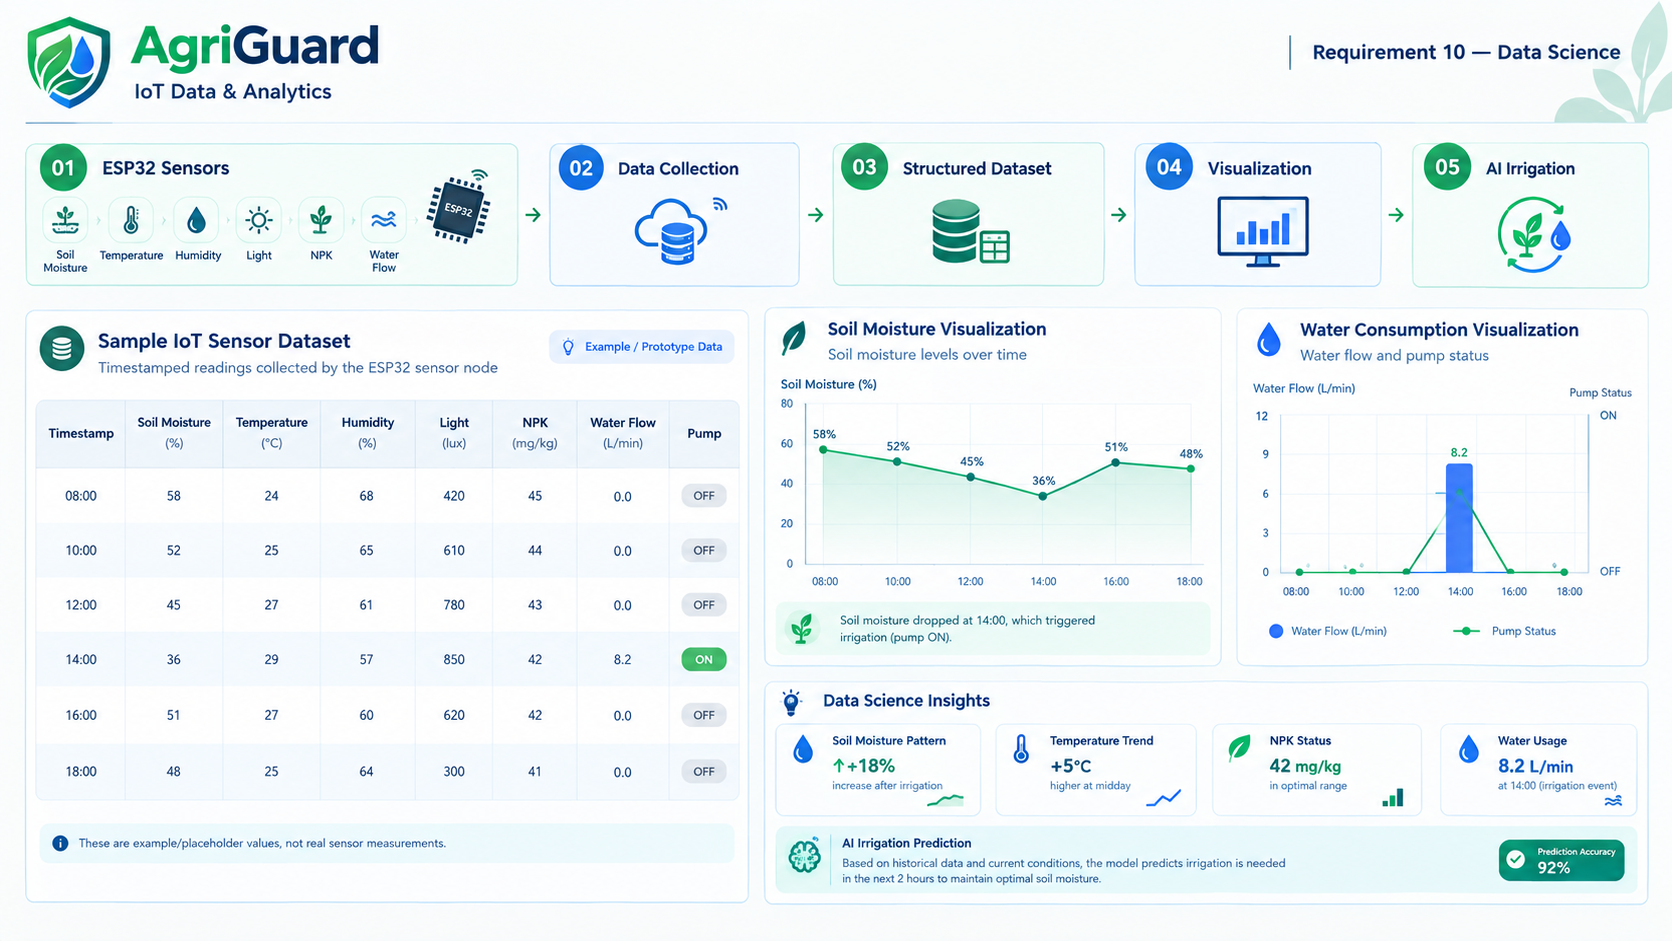 AgriGuard
IoT Data & Analytics
Requirement 10 — Data Science
01 ESP32 Sensors
ESP32
Soil Moisture
Temperature
Humidity
Light
NPK
Water Flow
02 Data Collection
03 Structured Dataset
04 Visualization
05 AI Irrigation
Sample IoT Sensor Dataset
Timestamped readings collected by the ESP32 sensor node
Example / Prototype Data
Timestamp Soil Moisture (%) Temperature (°C) Humidity (%) Light (lux) NPK (mg/kg) Water Flow (L/min) Pump
08:00 58 24 68 420 45 0.0 OFF
10:00 52 25 65 610 44 0.0 OFF
12:00 45 27 61 780 43 0.0 OFF
14:00 36 29 57 850 42 8.2 ON
16:00 51 27 60 620 42 0.0 OFF
18:00 48 25 64 300 41 0.0 OFF
These are example/placeholder values, not real sensor measurements.
Soil Moisture Visualization
Soil moisture levels over time
Soil Moisture (%)
80
60
40
20
0
58%
52%
45%
36%
51%
48%
08:00 10:00 12:00 14:00 16:00 18:00
Soil moisture dropped at 14:00, which triggered
irrigation (pump ON).
Water Consumption Visualization
Water flow and pump status
Water Flow (L/min)
Pump Status
12
9
6
3
0
ON
OFF
8.2
08:00 10:00 12:00 14:00 16:00 18:00
Water Flow (L/min)
Pump Status
Data Science Insights
Soil Moisture Pattern
↑+18%
increase after irrigation
Temperature Trend
+5°C
higher at midday
NPK Status
42 mg/kg
in optimal range
Water Usage
8.2 L/min
at 14:00 (irrigation event)
AI Irrigation Prediction
Based on historical data and current conditions, the model predicts irrigation is needed
in the next 2 hours to maintain optimal soil moisture.
Prediction Accuracy
92%